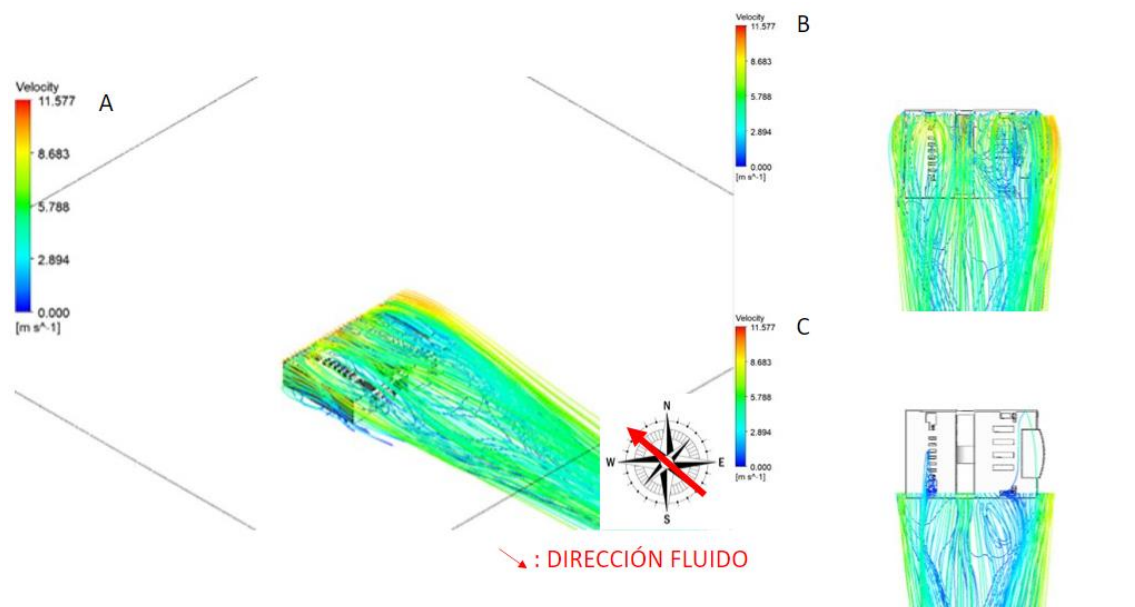 Velocity
11.577
8.683
5.788
2.894
0.000
[m s^-1]
A
Velocity
11.577
8.683
5.788
2.894
0.000
[m s^-1]
B
Velocity
11.577
8.683
5.788
2.894
0.000
[m s^-1]
C
N
W
E
S
: DIRECCIÓN FLUIDO